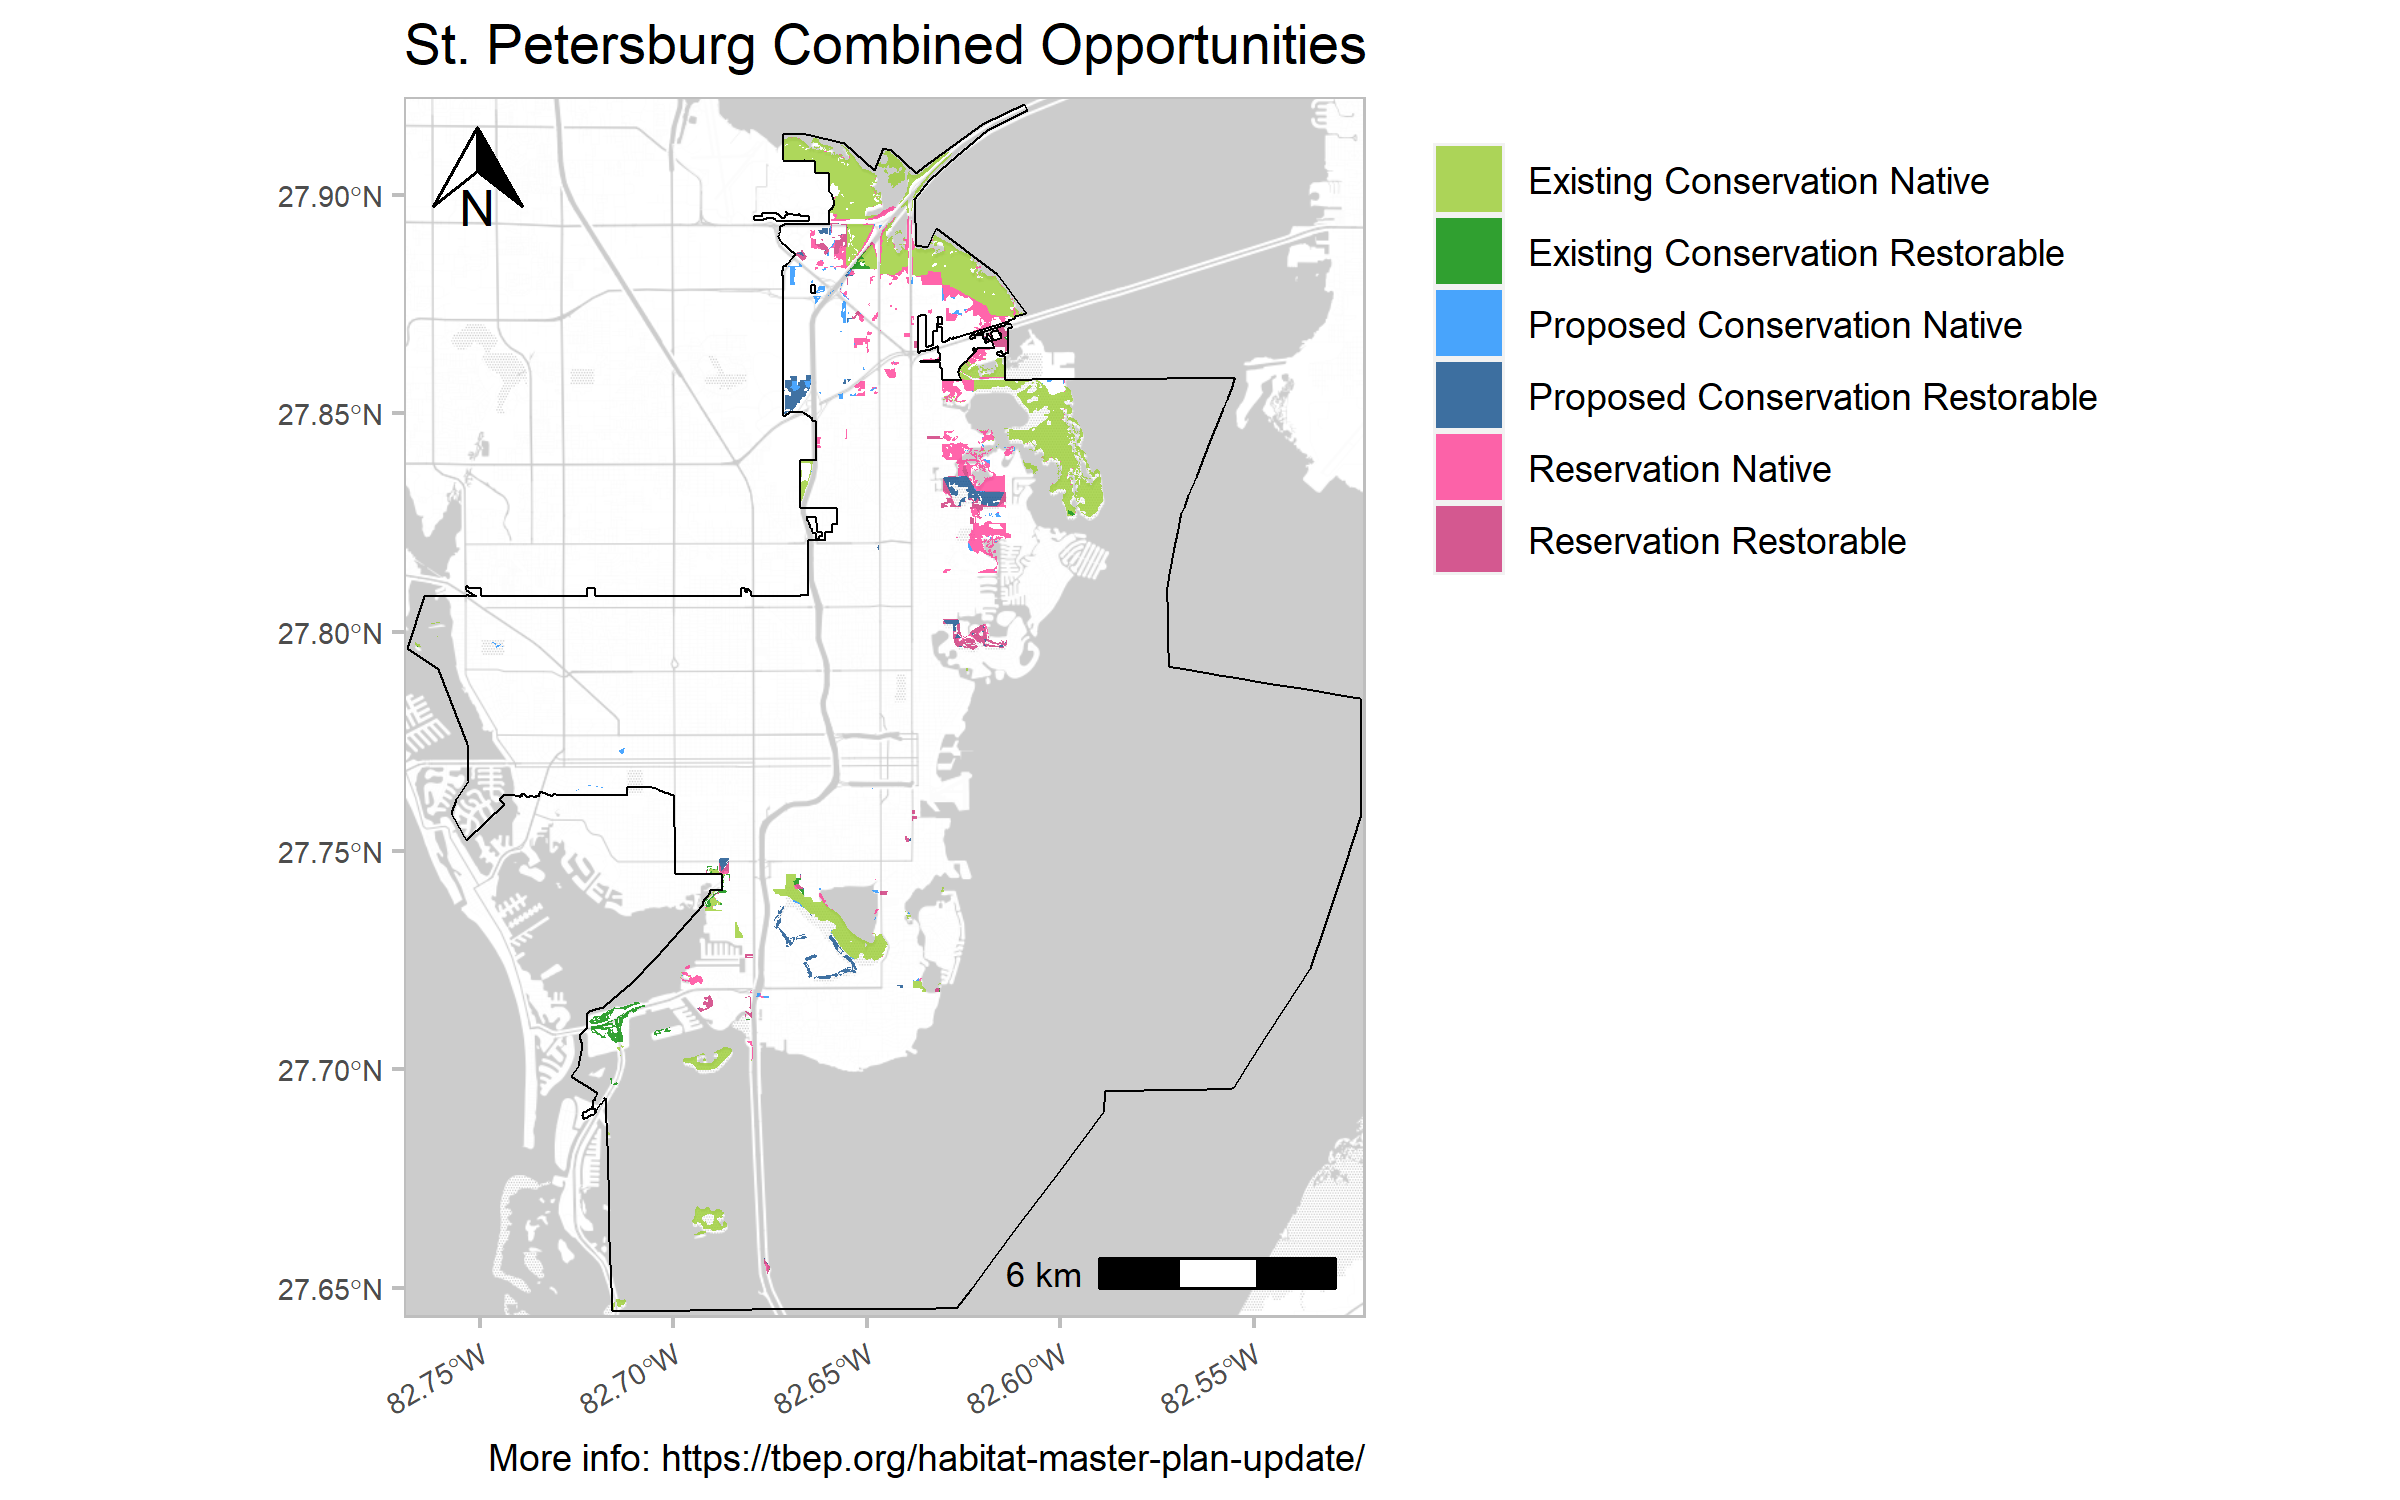 St. Petersburg Combined Opportunities
N
27.90°N
27.85°N
27.80°N
27.75°N
27.70°N
27.65°N
82.75°W
82.70°W
82.65°W
82.60°W
82.55°W
6 km
Existing Conservation Native
Existing Conservation Restorable
Proposed Conservation Native
Proposed Conservation Restorable
Reservation Native
Reservation Restorable
More info: https://tbep.org/habitat-master-plan-update/